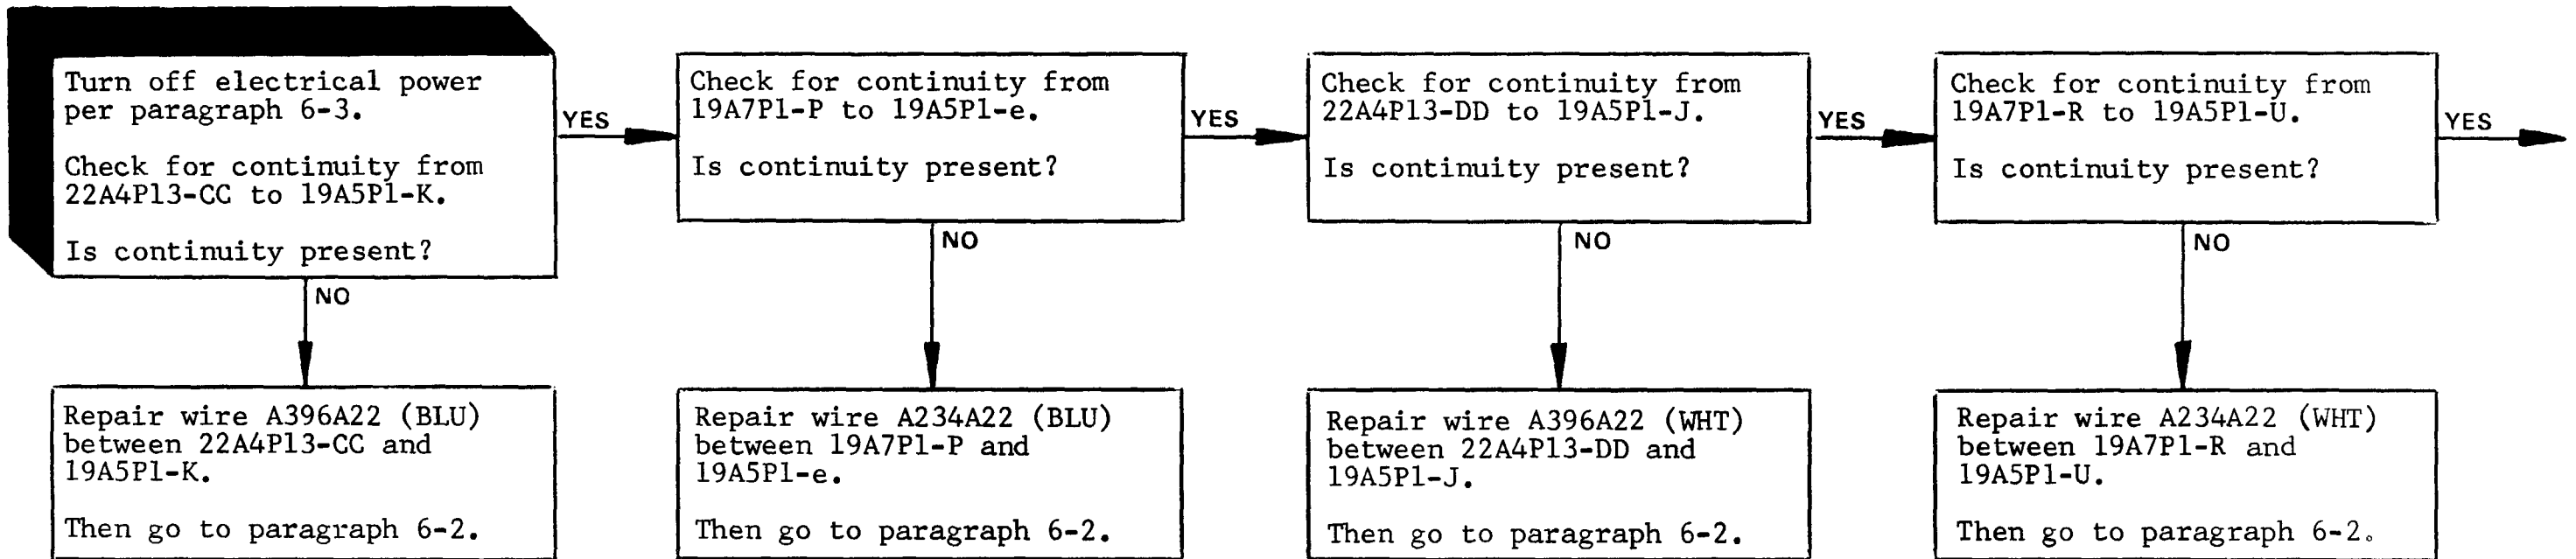 Turn off electrical power
per paragraph 6-3.
Check for continuity from
22A4P13-CC to 19A5P1-K.
Is continuity present?
YES
NO
Repair wire A396A22 (BLU)
between 22A4P13-CC and
19A5P1-K.
Then go to paragraph 6-2.
Check for continuity from
19A7P1-P to 19A5P1-e.
Is continuity present?
YES
NO
Repair wire A234A22 (BLU)
between 19A7P1-P and
19A5P1-e.
Then go to paragraph 6-2.
Check for continuity from
22A4P13-DD to 19A5P1-J.
Is continuity present?
YES
NO
Repair wire A396A22 (WHT)
between 22A4P13-DD and
19A5P1-J.
Then go to paragraph 6-2.
Check for continuity from
19A7P1-R to 19A5P1-U.
Is continuity present?
YES
NO
Repair wire A234A22 (WHT)
between 19A7P1-R and
19A5P1-U.
Then go to paragraph 6-2.